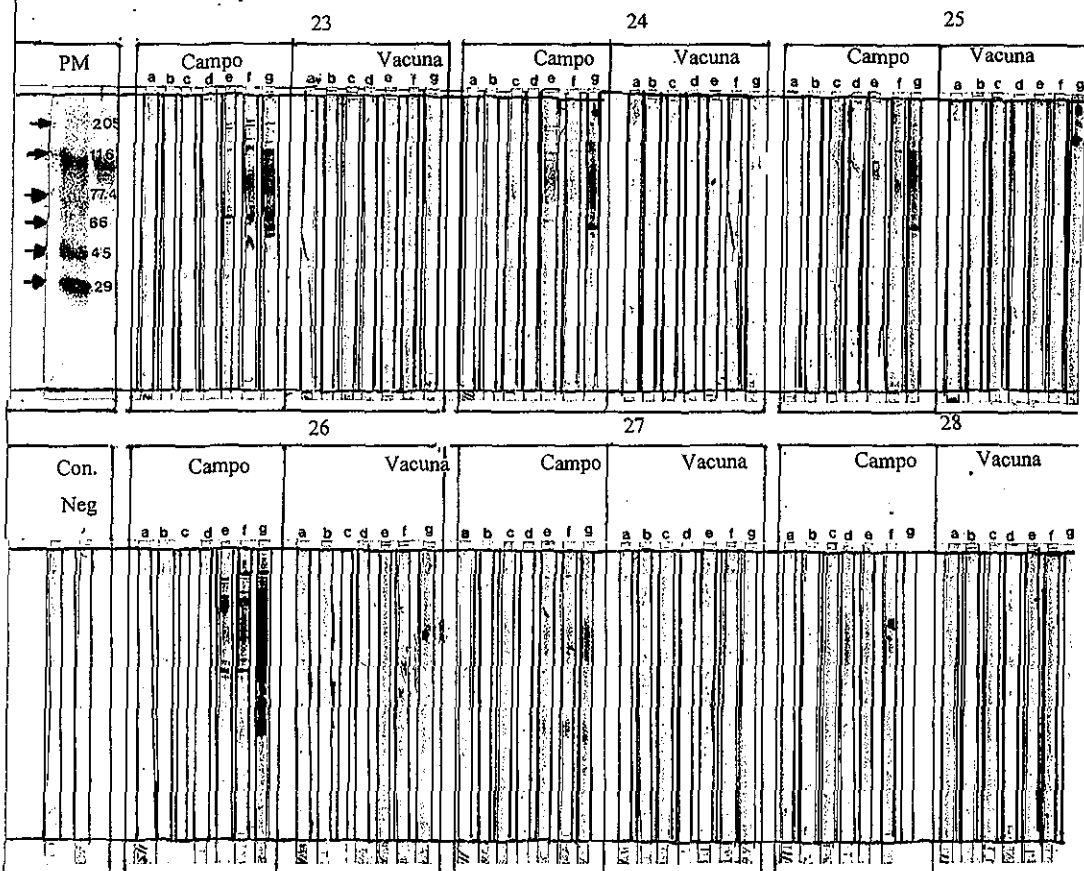 23 24 25
PM Campo Vacuna Campo Vacuna Campo Vacuna
a b c d e f g a b c d e f g a b c d e f g a b c d e f g a b c d e f g a b c d e f g
205
116
77.4
66
45
29
26 27 28
Con. Campo Vacuna Campo Vacuna Campo Vacuna
Neg
a b c d e f g a b c d e f g a b c d e f g a b c d e f g a b c d e f g a b c d e f g